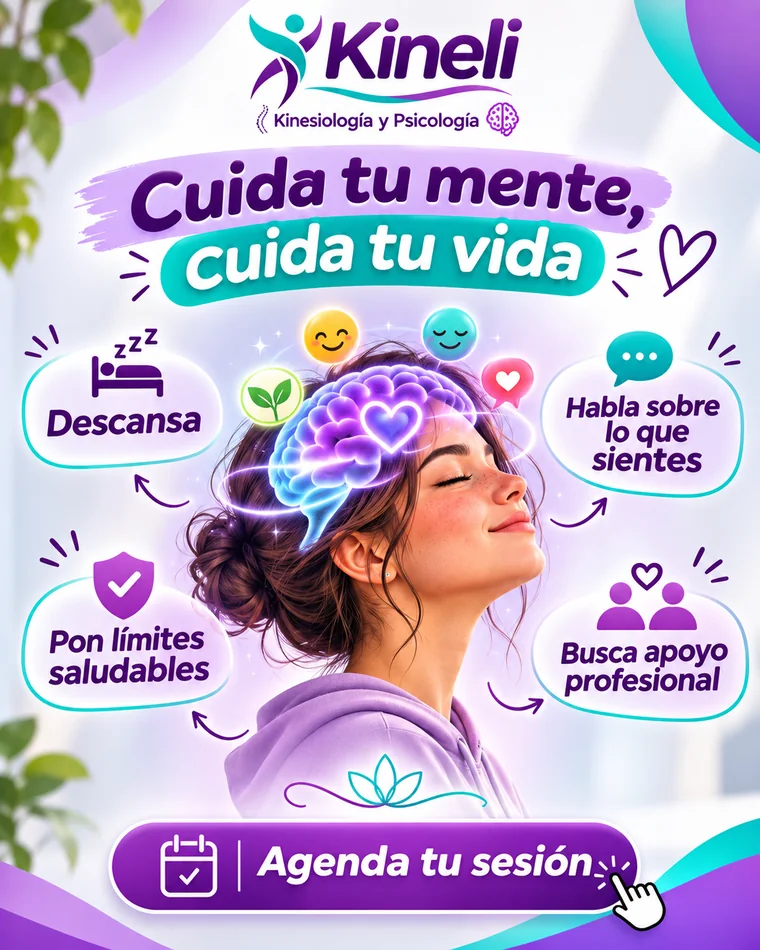 Kineli
Kinesiología y Psicología
Cuida tu mente,
cuida tu vida
zzz
Descansa
Habla sobre
lo que
sientes
Pon límites
saludables
Busca apoyo
profesional
Agenda tu sesión